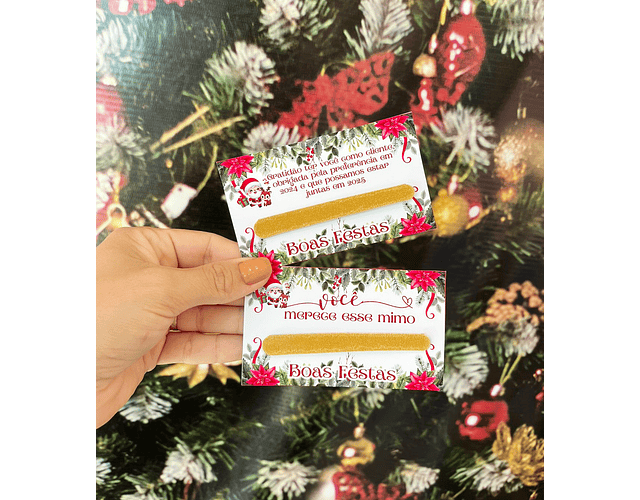 Gratidão ter você como cliente,
obrigada pela preferência em
2024 e que possamos estar
juntas em 2025
Boas Festas
você
merece esse mimo
Boas Festas